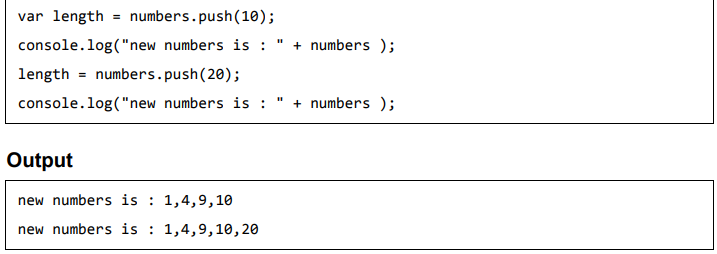 var length = numbers.push(10);
console.log("new numbers is : " + numbers );
length = numbers.push(20);
console.log("new numbers is : " + numbers );
Output
new numbers is : 1,4,9,10
new numbers is : 1,4,9,10,20